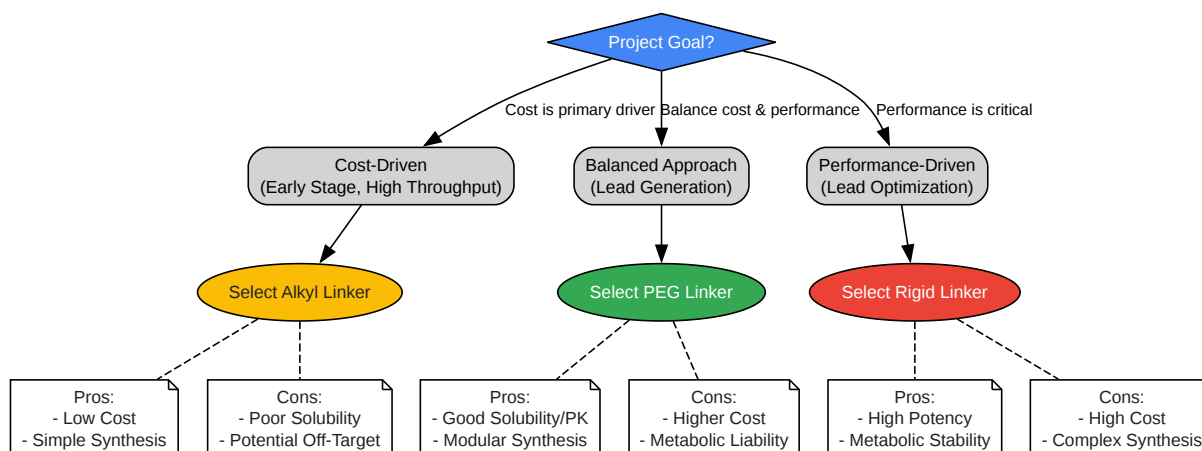 Project Goal?
Cost is primary driver
Balance cost & performance
Performance is critical
Cost-Driven
(Early Stage, High Throughput)
Balanced Approach
(Lead Generation)
Performance-Driven
(Lead Optimization)
Select Alkyl Linker
Select PEG Linker
Select Rigid Linker
Pros:
- Low Cost
- Simple Synthesis
Cons:
- Poor Solubility
- Potential Off-Target
Pros:
- Good Solubility/PK
- Modular Synthesis
Cons:
- Higher Cost
- Metabolic Liability
Pros:
- High Potency
- Metabolic Stability
Cons:
- High Cost
- Complex Synthesis